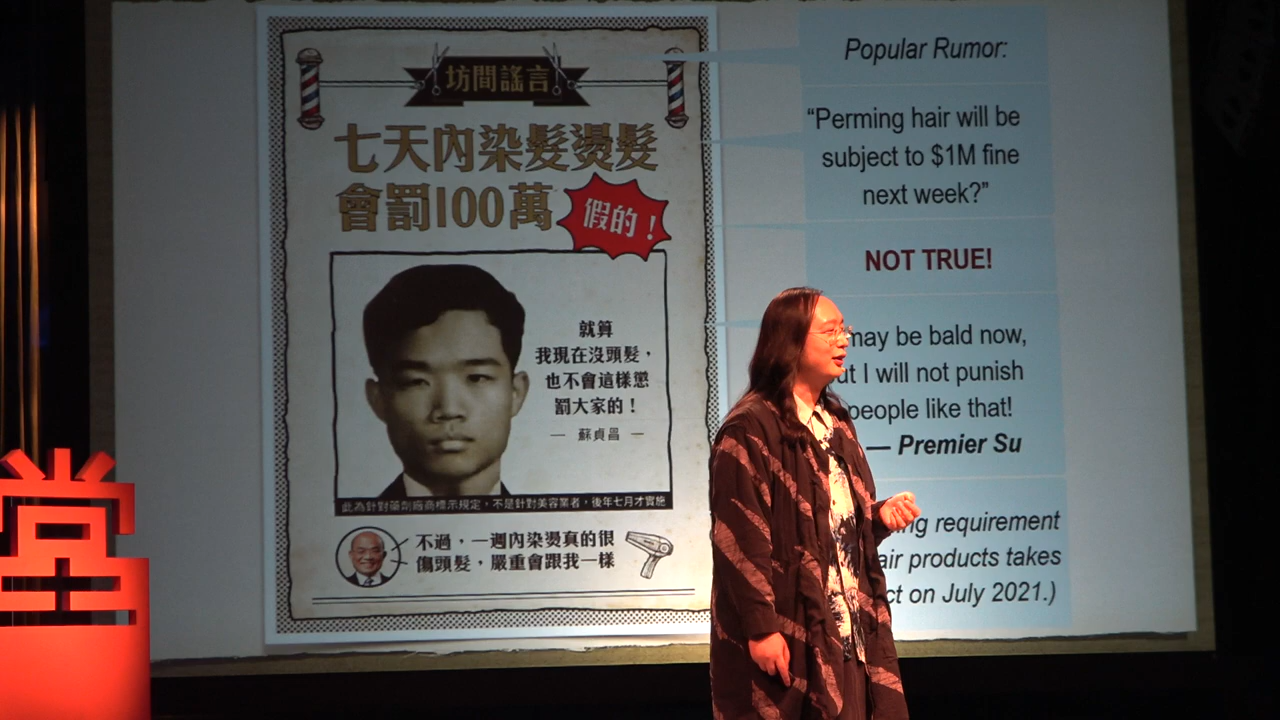 坊間謠言
七天內染髮燙髮
會罰100萬
假的！
就算
我現在沒頭髮，
也不會這樣懲
罰大家的！
— 蘇貞昌 —
此為針對藥劑廠商標示規定，不是針對美容業者，後年七月才實施
不過，一週內染燙真的很
傷頭髮，嚴重會跟我一樣
Popular Rumor:
“Perming hair will be
subject to $1M fine
next week?”
NOT TRUE!
may be bald now,
but I will not punish
people like that!
— Premier Su
requirement
products takes
on July 2021.)
堂